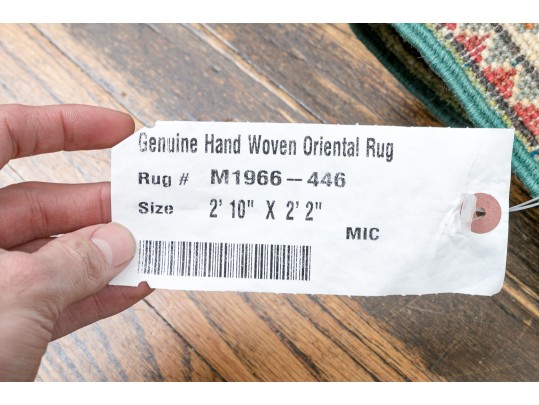 Genuine Hand Woven Oriental Rug
Rug # M1966-446
Size 2' 10" X 2' 2"
MIC